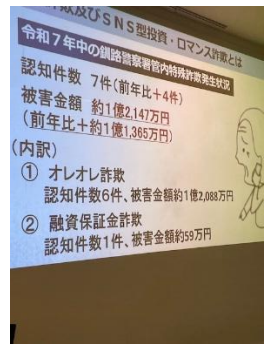 詐欺及びSNS型投資・ロマンス詐欺とは
令和7年中の釧路警察署管内特殊詐欺発生状況
認知件数 7件(前年比+4件)
被害金額 約1億2,147万円
(前年比+約1億1,365万円)
(内訳)
① オレオレ詐欺
認知件数6件、被害金額約1億2,088万円
② 融資保証金詐欺
認知件数1件、被害金額約59万円